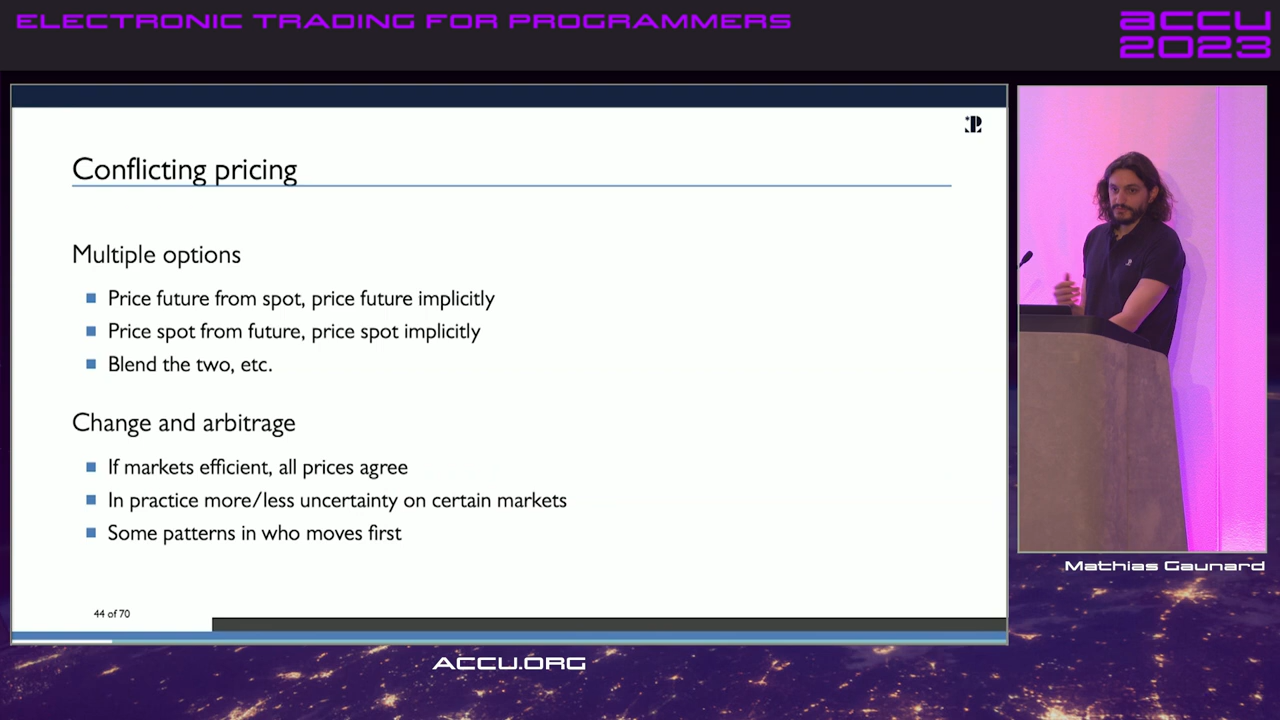 ELECTRONIC TRADING FOR PROGRAMMERS
accu
2023
Conflicting pricing
Multiple options
Price future from spot, price future implicitly
Price spot from future, price spot implicitly
Blend the two, etc.
Change and arbitrage
If markets efficient, all prices agree
In practice more/less uncertainty on certain markets
Some patterns in who moves first
44 of 70
Mathias Gaunard
ACCU.ORG